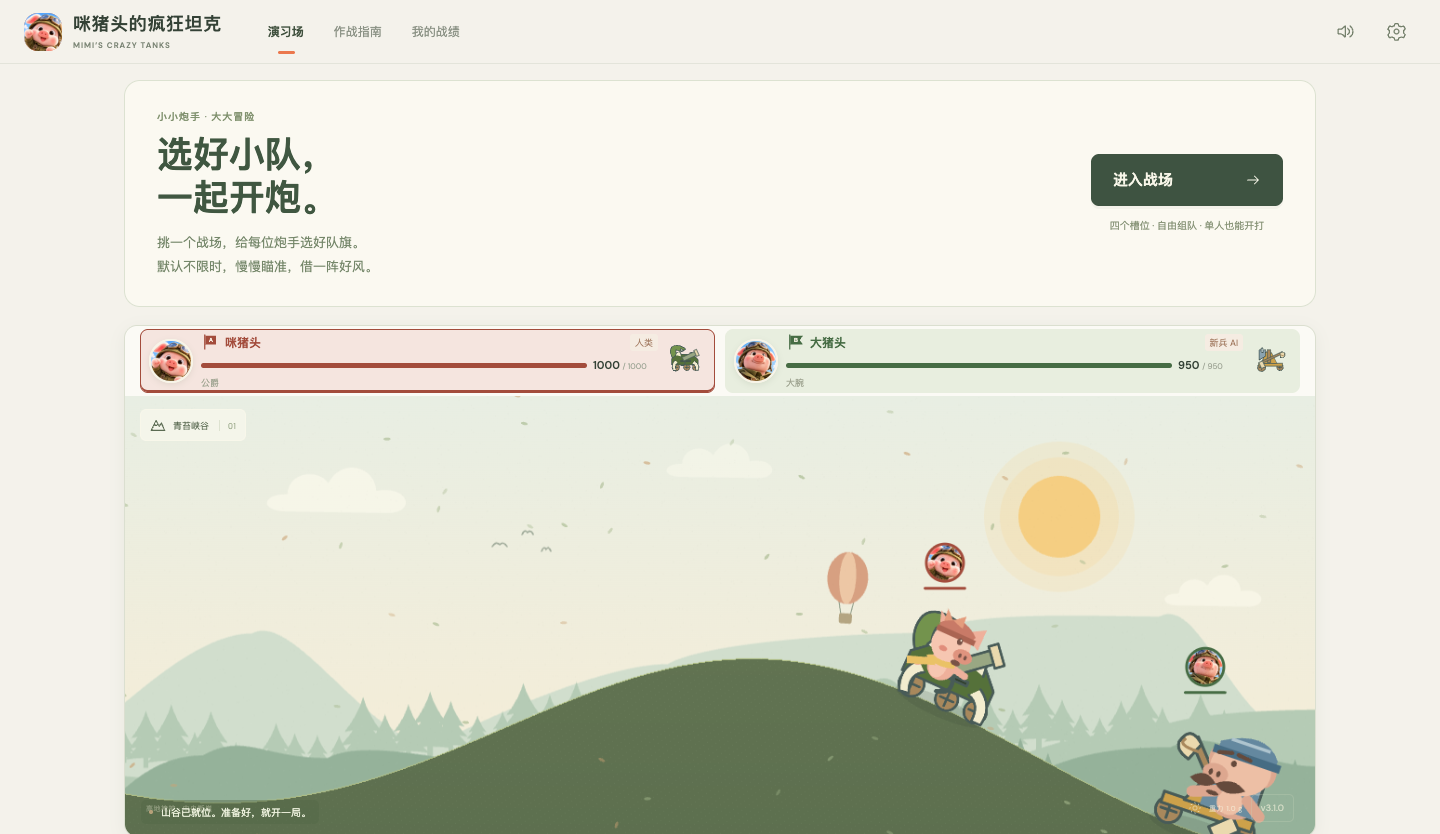 咪猪头的疯狂坦克
MIMI'S CRAZY TANKS
演习场
作战指南
我的战绩
小小炮手 · 大大冒险
选好小队，
一起开炮。
挑一个战场，给每位炮手选好队旗。
默认不限时，慢慢瞄准，借一阵好风。
进入战场
四个槽位 · 自由组队 · 单人也能开打
咪猪头
人类
1000 / 1000
公爵
大猪头
新兵 AI
950 / 950
大腕
青苔峡谷 01
山谷已就位。准备好，就开一局。
v3.1.0